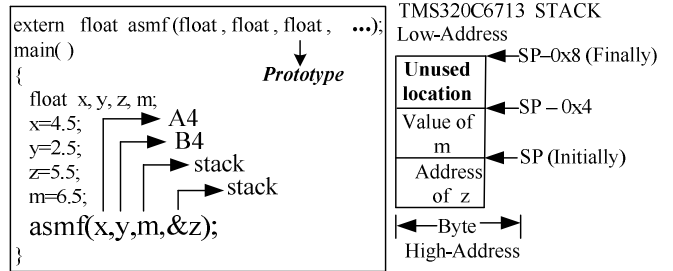 extern float asmf(float, float, float, ...);
main( )
Prototype
{
float x, y, z, m;
x=4.5;
A4
y=2.5;
B4
z=5.5;
stack
m=6.5;
stack
asmf(x,y,m,&z);
}
TMS320C6713 STACK
Low-Address
SP–0x8 (Finally)
Unused
location
SP – 0x4
Value of
m
SP (Initially)
Address
of z
Byte
High-Address